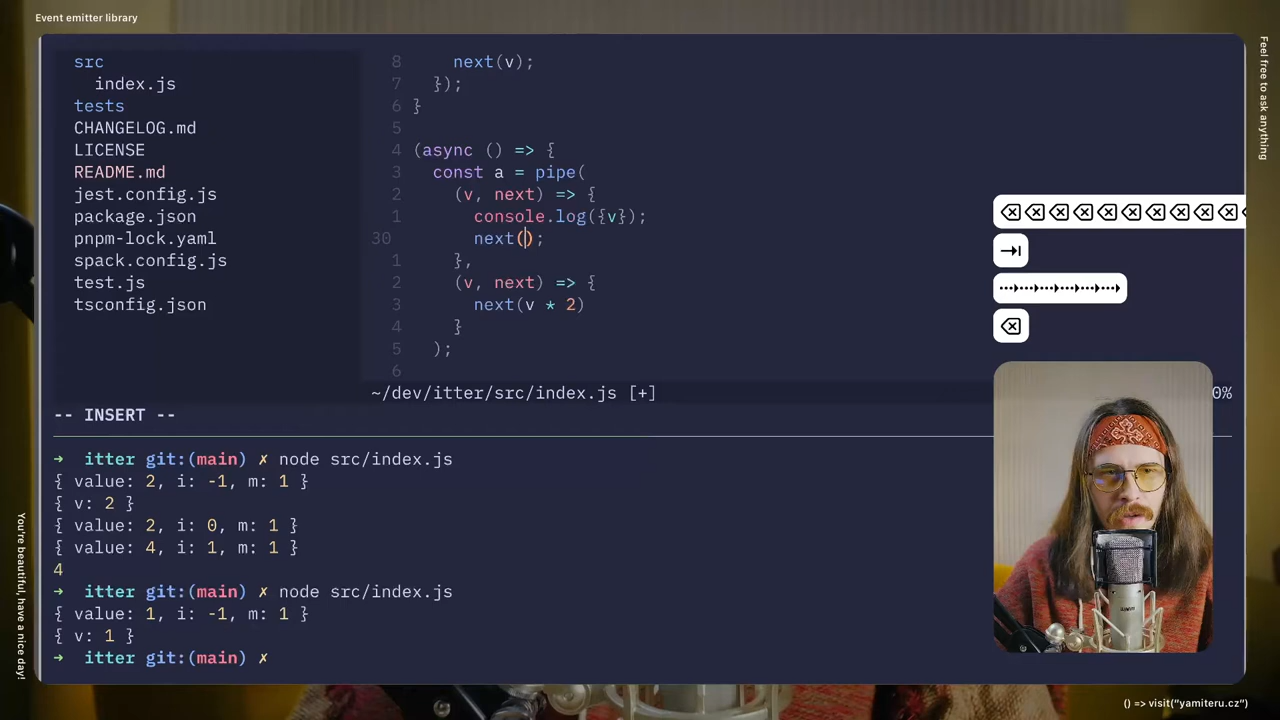 Event emitter library
Feel free to ask anything
src
index.js
tests
CHANGELOG.md
LICENSE
README.md
jest.config.js
package.json
pnpm-lock.yaml
spack.config.js
test.js
tsconfig.json
8 next(v);
7 });
6 }
5
4 (async () => {
3 const a = pipe(
2 (v, next) => {
1 console.log({v});
30 next();
1 },
2 (v, next) => {
3 next(v * 2)
4 }
5 );
6
~/dev/itter/src/index.js [+]
0%
-- INSERT --
→ itter git:(main) ✗ node src/index.js
{ value: 2, i: -1, m: 1 }
{ v: 2 }
{ value: 2, i: 0, m: 1 }
{ value: 4, i: 1, m: 1 }
4
→ itter git:(main) ✗ node src/index.js
{ value: 1, i: -1, m: 1 }
{ v: 1 }
→ itter git:(main) ✗
You're beautiful, have a nice day!
() => visit("yamiteru.cz")